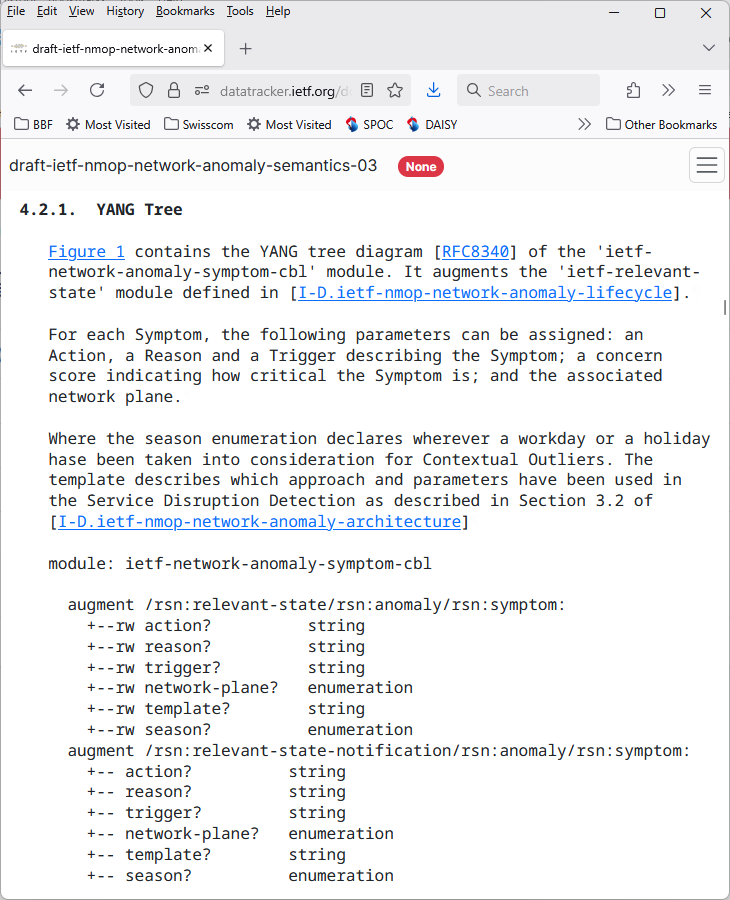 File Edit View History Bookmarks Tools Help
draft-ietf-nmop-network-anom
datatracker.ietf.org/d
Search
BBF Most Visited Swisscom Most Visited SPOC DAISY Other Bookmarks
draft-ietf-nmop-network-anomaly-semantics-03 None
4.2.1. YANG Tree
Figure 1 contains the YANG tree diagram [RFC8340] of the 'ietf-
network-anomaly-symptom-cbl' module. It augments the 'ietf-relevant-
state' module defined in [I-D.ietf-nmop-network-anomaly-lifecycle].
For each Symptom, the following parameters can be assigned: an
Action, a Reason and a Trigger describing the Symptom; a concern
score indicating how critical the Symptom is; and the associated
network plane.
Where the season enumeration declares wherever a workday or a holiday
hase been taken into consideration for Contextual Outliers. The
template describes which approach and parameters have been used in
the Service Disruption Detection as described in Section 3.2 of
[I-D.ietf-nmop-network-anomaly-architecture]
module: ietf-network-anomaly-symptom-cbl
augment /rsn:relevant-state/rsn:anomaly/rsn:symptom:
+--rw action? string
+--rw reason? string
+--rw trigger? string
+--rw network-plane? enumeration
+--rw template? string
+--rw season? enumeration
augment /rsn:relevant-state-notification/rsn:anomaly/rsn:symptom:
+-- action? string
+-- reason? string
+-- trigger? string
+-- network-plane? enumeration
+-- template? string
+-- season? enumeration